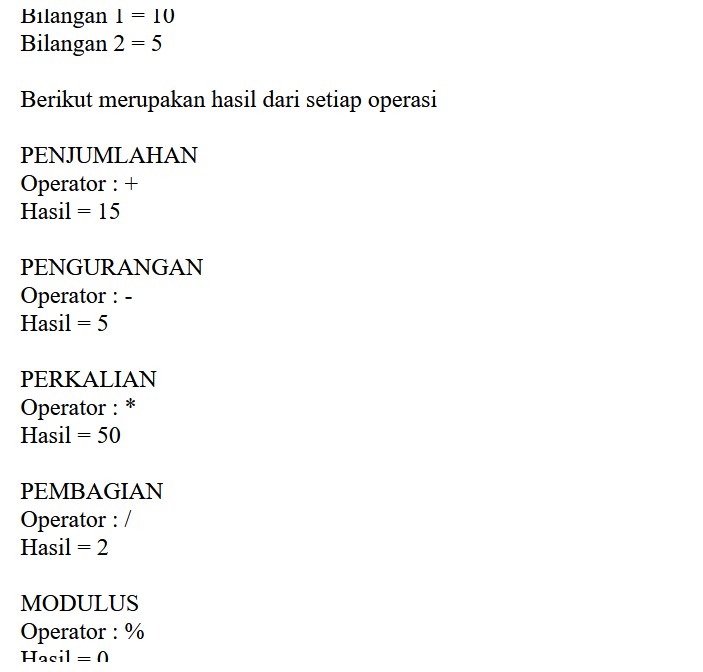 Bilangan 1 = 10
Bilangan 2 = 5
Berikut merupakan hasil dari setiap operasi
PENJUMLAHAN
Operator : +
Hasil = 15
PENGURANGAN
Operator : -
Hasil = 5
PERKALIAN
Operator : *
Hasil = 50
PEMBAGIAN
Operator : /
Hasil = 2
MODULUS
Operator : %
Hasil = 0